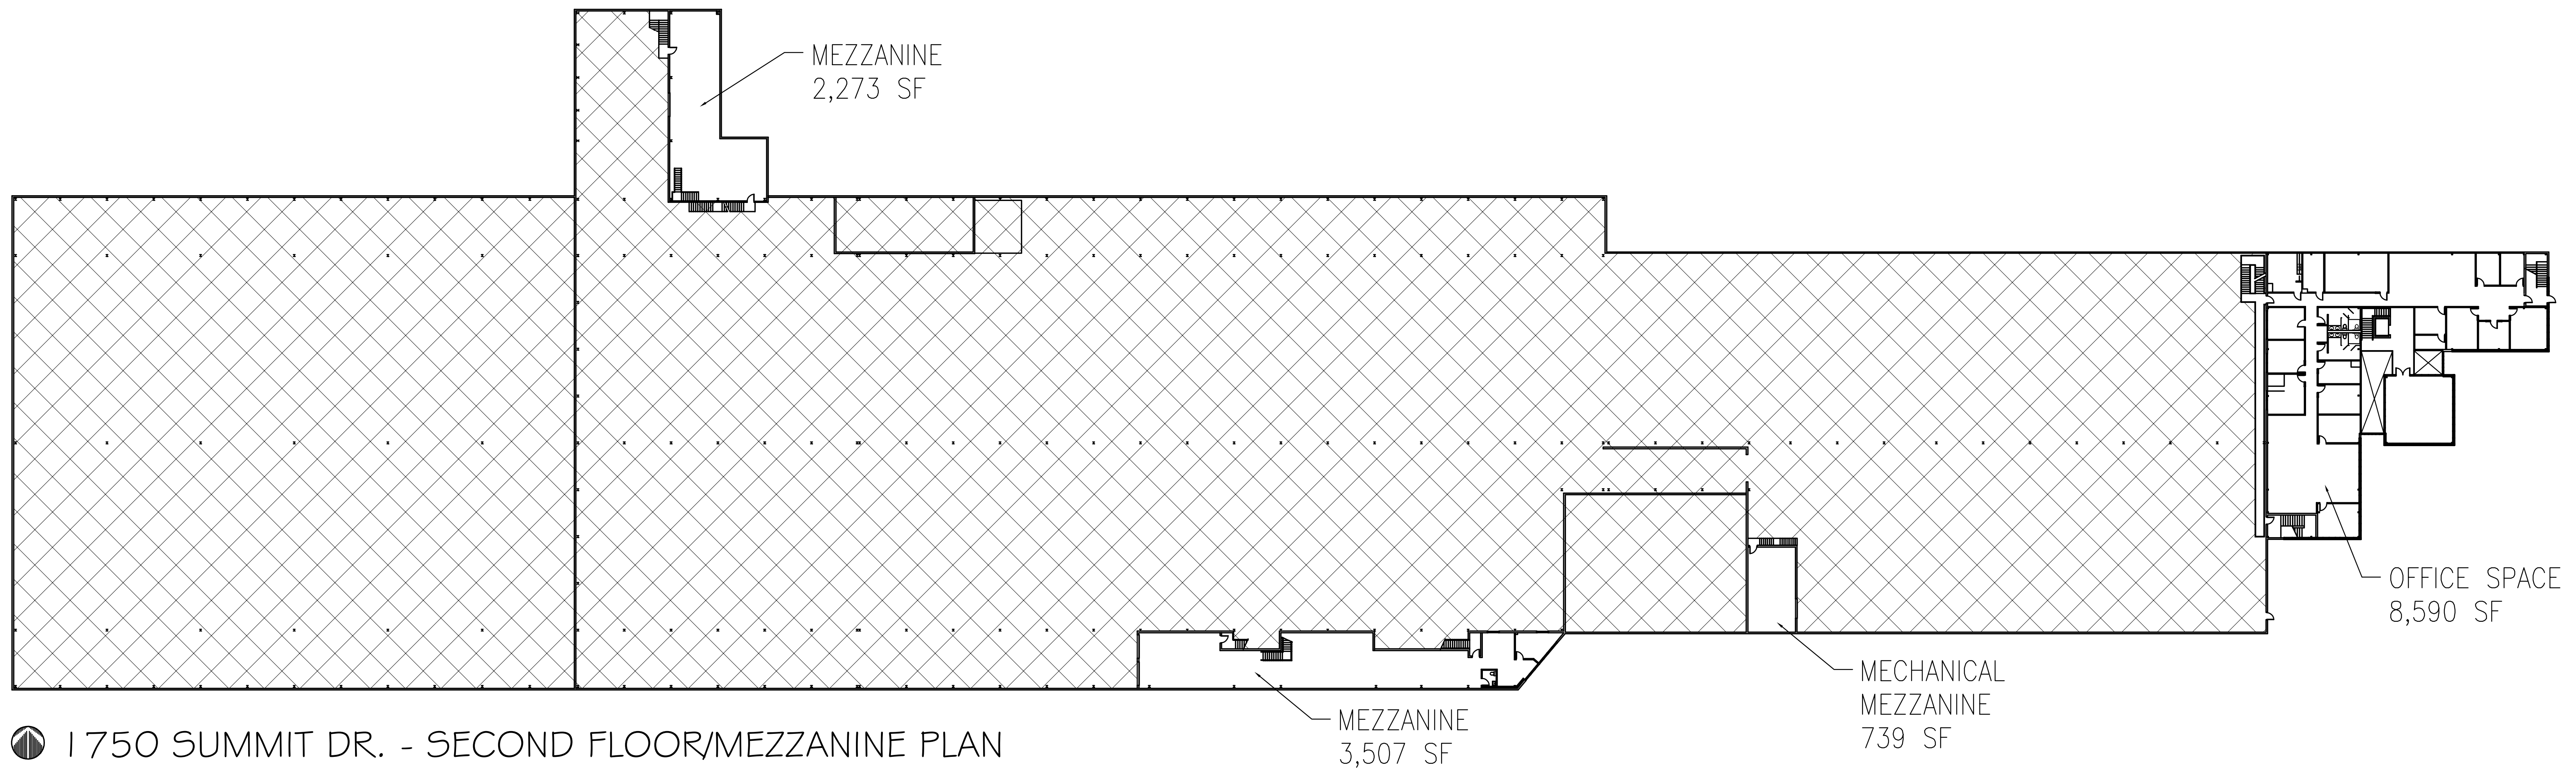 MEZZANINE
2,273 SF
OFFICE SPACE
8,590 SF
MECHANICAL
MEZZANINE
739 SF
MEZZANINE
3,507 SF
1750 SUMMIT DR. - SECOND FLOOR/MEZZANINE PLAN